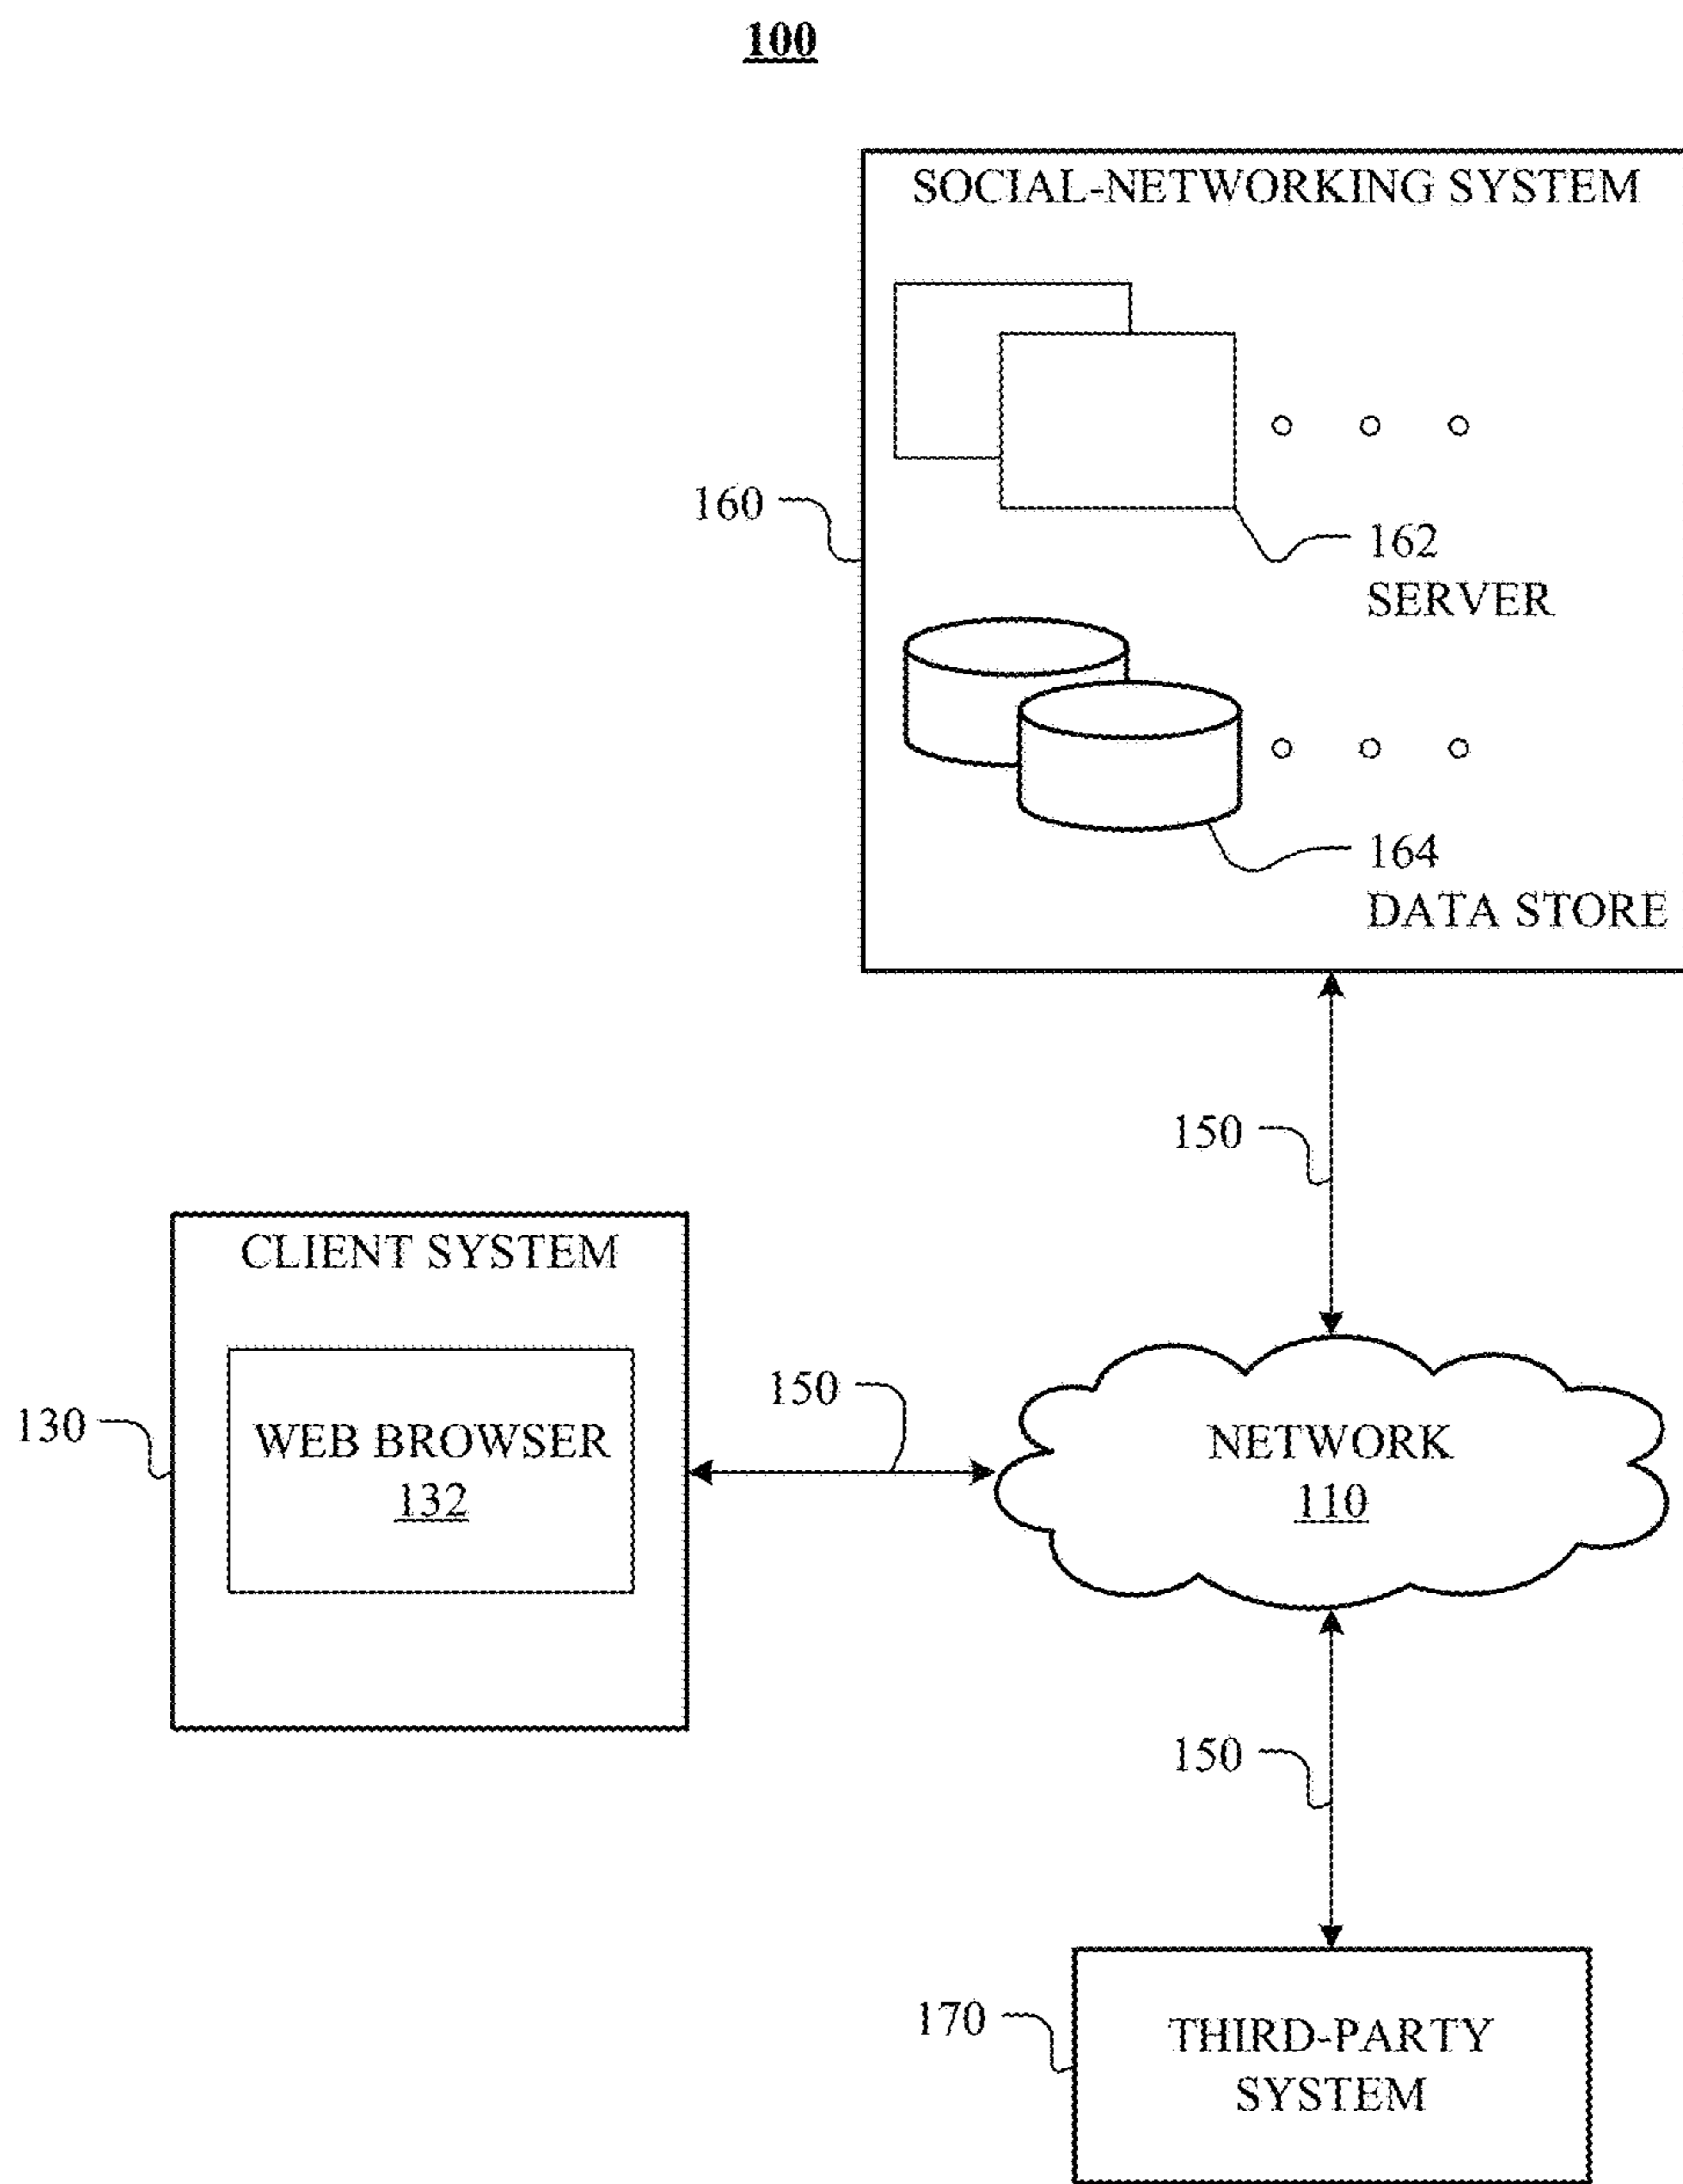 100
SOCIAL-NETWORKING SYSTEM
160
162
SERVER
164
DATA STORE
150
CLIENT SYSTEM
130
WEB BROWSER
132
150
NETWORK
110
150
170
THIRD-PARTY
SYSTEM